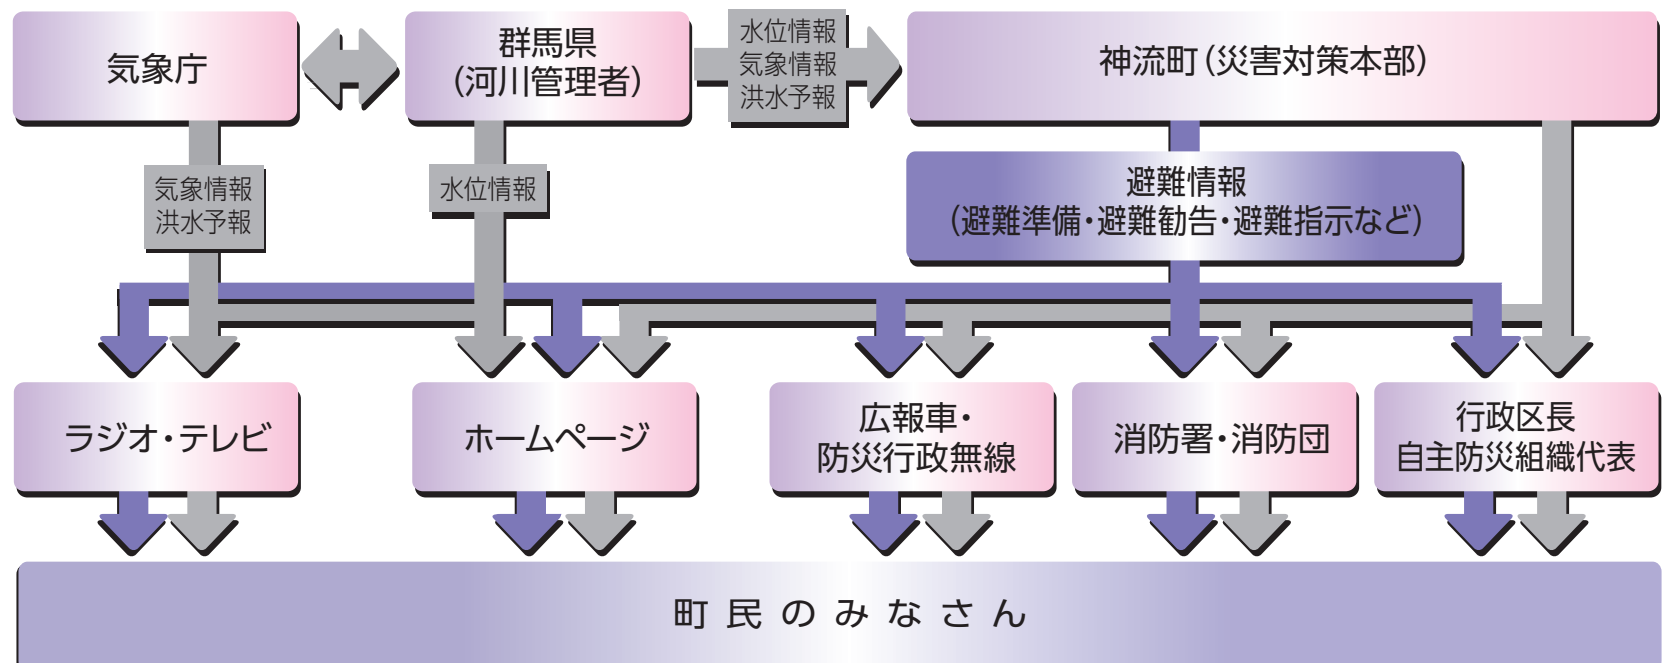 気象庁
群馬県
(河川管理者)
水位情報
気象情報
洪水予報
神流町(災害対策本部)
気象情報
洪水予報
水位情報
避難情報
(避難準備・避難勧告・避難指示など)
ラジオ・テレビ
ホームページ
広報車・
防災行政無線
消防署・消防団
行政区長
自主防災組織代表
町民のみなさん